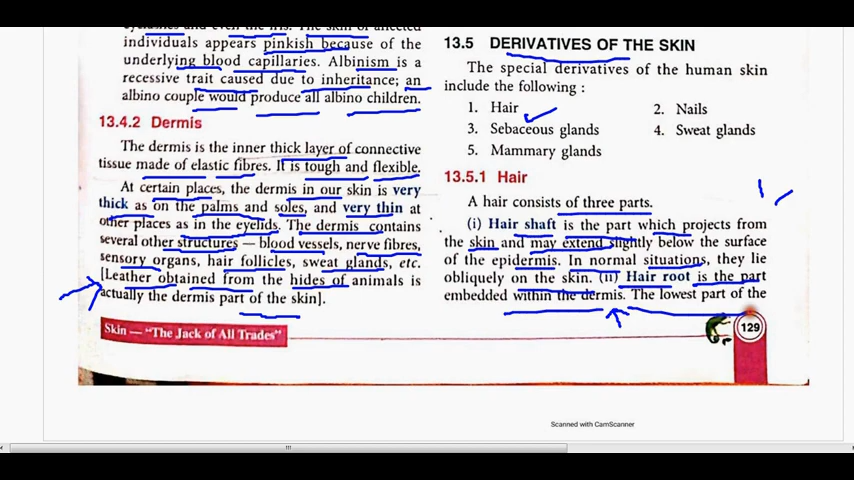 eyelashes and even the iris. The skin of affected
individuals appears pinkish because of the
underlying blood capillaries. Albinism is a
recessive trait caused due to inheritance; an
albino couple would produce all albino children.
13.4.2 Dermis
The dermis is the inner thick layer of connective
tissue made of elastic fibres. It is tough and flexible.
At certain places, the dermis in our skin is very
thick as on the palms and soles, and very thin at
other places as in the eyelids. The dermis contains
several other structures — blood vessels, nerve fibres,
sensory organs, hair follicles, sweat glands, etc.
[Leather obtained from the hides of animals is
actually the dermis part of the skin].
13.5 DERIVATIVES OF THE SKIN
The special derivatives of the human skin
include the following :
1. Hair 2. Nails
3. Sebaceous glands 4. Sweat glands
5. Mammary glands
13.5.1 Hair
A hair consists of three parts.
(i) Hair shaft is the part which projects from
the skin and may extend slightly below the surface
of the epidermis. In normal situations, they lie
obliquely on the skin. (ii) Hair root is the part
embedded within the dermis. The lowest part of the
Skin — "The Jack of All Trades"
129
Scanned with CamScanner